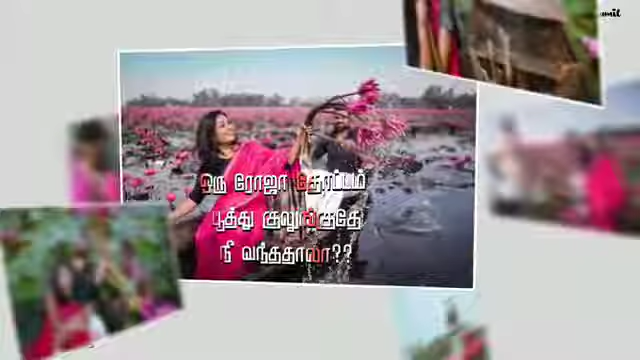 ஒரு ரோஜா தோட்டம்
பூத்து குலுங்குதே
நீ வந்ததாலா??